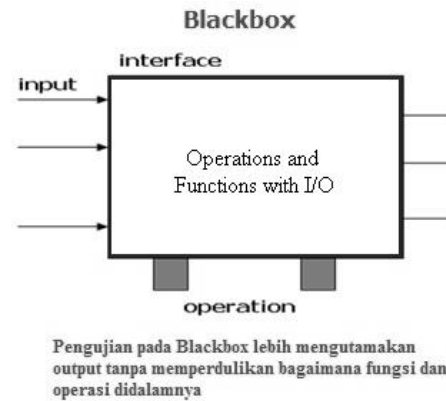 Blackbox
interface
input
Operations and
Functions with I/O
operation
Pengujian pada Blackbox lebih mengutamakan
output tanpa memperdulikan bagaimana fungsi dan
operasi didalamnya